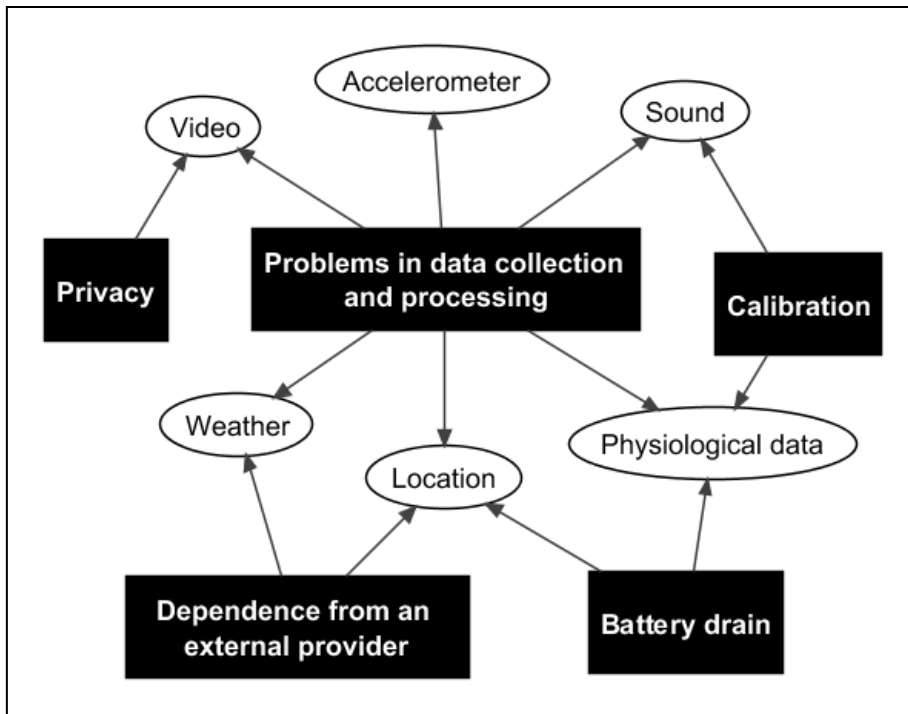 Accelerometer
Video
Sound
Problems in data collection
and processing
Privacy
Calibration
Weather
Physiological data
Location
Dependence from an
external provider
Battery drain